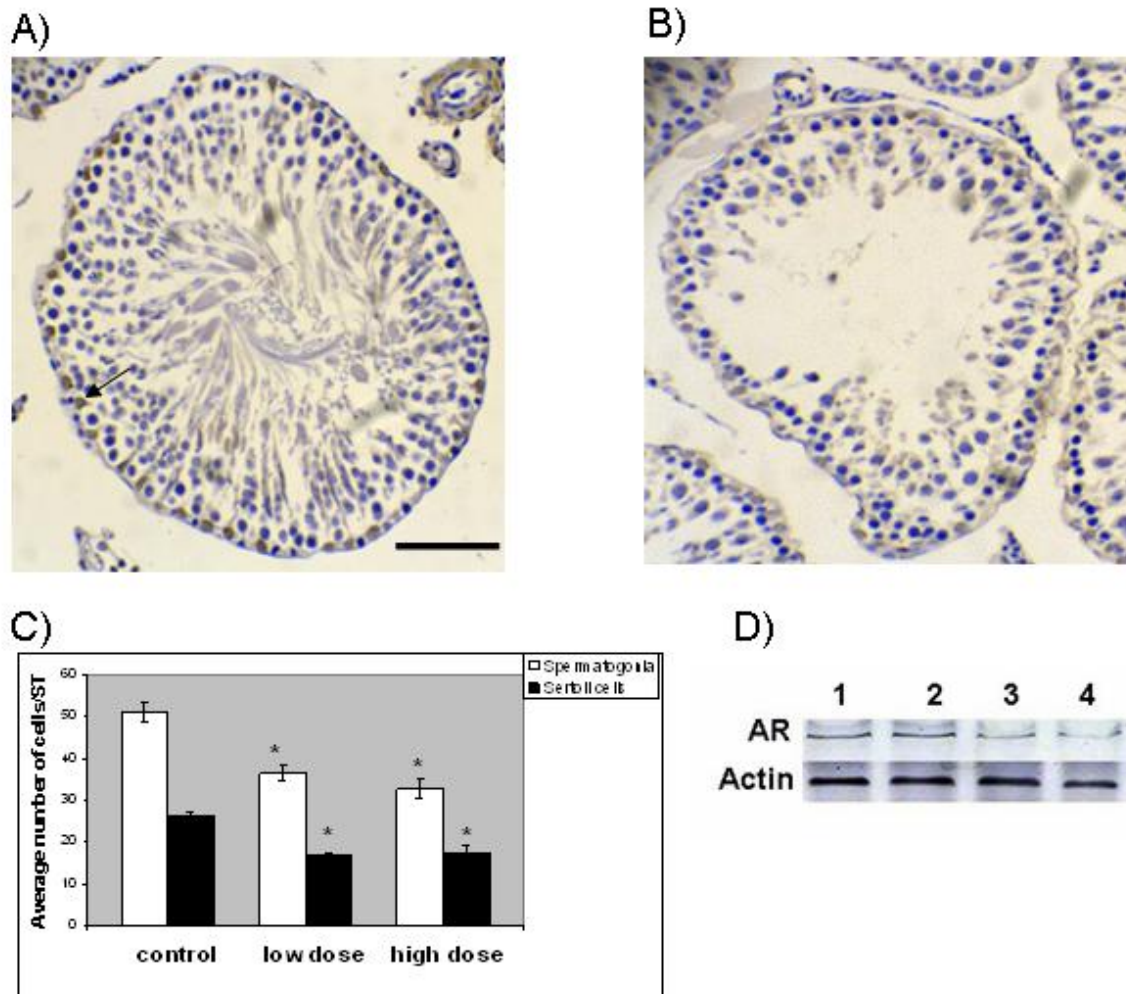 A)
B)
C)
Average number of cells/ST
60
50
40
30
20
10
0
Spermatogonia
Sertoli cells
*
*
*
*
control
low dose
high dose
D)
1 2 3 4
AR
Actin